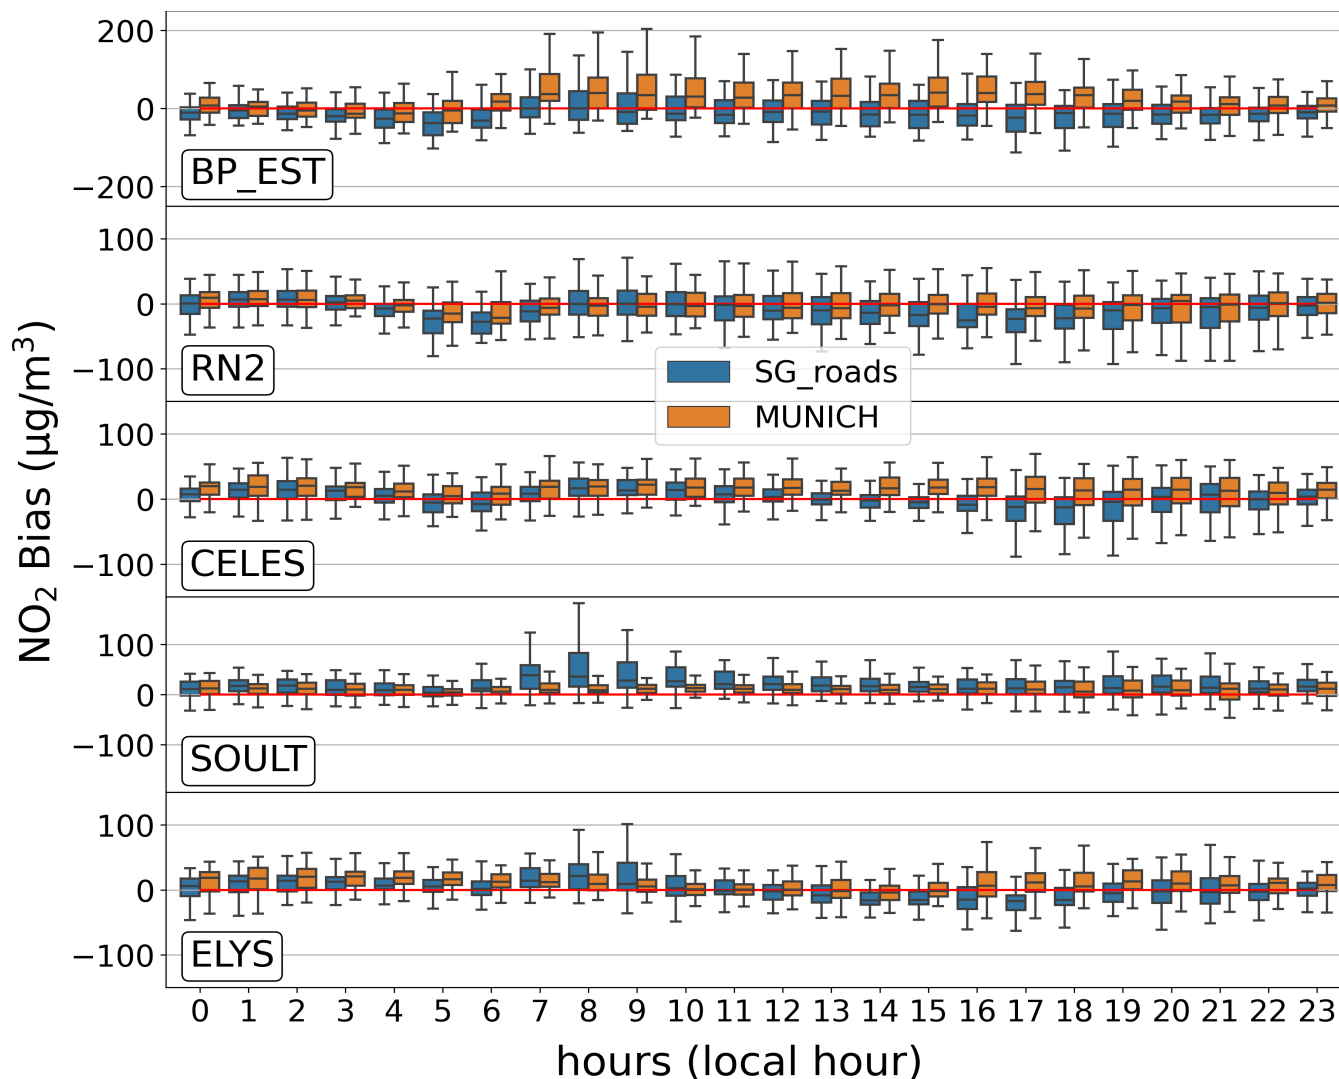 NO₂ Bias (µg/m³)
200
0
−200
BP_EST
100
0
−100
RN2
SG_roads
MUNICH
100
0
−100
CELES
100
0
−100
SOULT
100
0
−100
ELYS
0 1 2 3 4 5 6 7 8 9 10 11 12 13 14 15 16 17 18 19 20 21 22 23
hours (local hour)